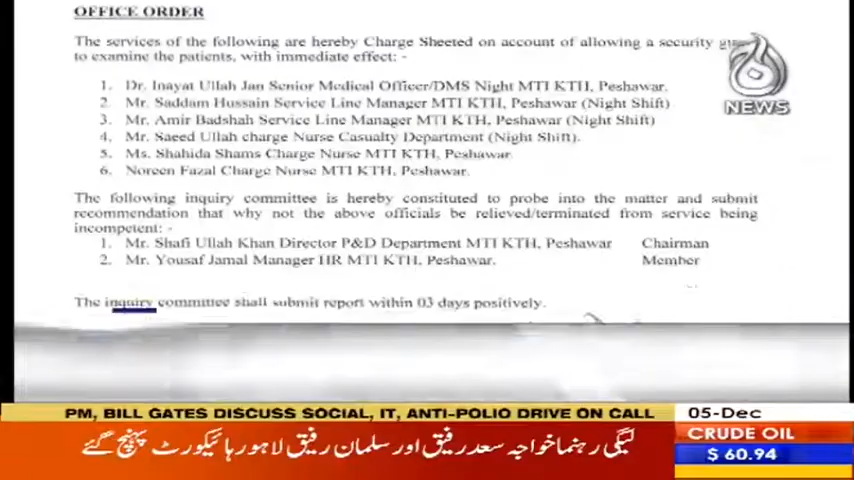 OFFICE ORDER
The services of the following are hereby Charge Sheeted on account of allowing a security
to examine the patients, with immediate effect: -
1. Dr. Inayat Ullah Jan Senior Medical Officer/DMS Night MTI KTH, Peshawar.
2. Mr. Saddam Hussain Service Line Manager MTI KTH, Peshawar (Night Shift)
3. Mr. Amir Badshah Service Line Manager MTI KTH, Peshawar (Night Shift)
4. Mr. Saeed Ullah charge Nurse Casualty Department (Night Shift).
5. Ms. Shahida Shams Charge Nurse MTI KTH, Peshawar.
6. Noreen Fazal Charge Nurse MTI KTH, Peshawar.
The following inquiry committee is hereby constituted to probe into the matter and submit
recommendation that why not the above officials be relieved/terminated from service being
incompetent: -
1. Mr. Shafi Ullah Khan Director P&D Department MTI KTH, Peshawar Chairman
2. Mr. Yousaf Jamal Manager HR MTI KTH, Peshawar. Member
The inquiry committee shall submit report within 03 days positively.
NEWS
PM, BILL GATES DISCUSS SOCIAL, IT, ANTI-POLIO DRIVE ON CALL
05-Dec
لیگی رہنما خواجہ سعد رفیق اور سلمان رفیق لاہور ہائیکورٹ پہنچ گئے
CRUDE OIL
$ 60.94